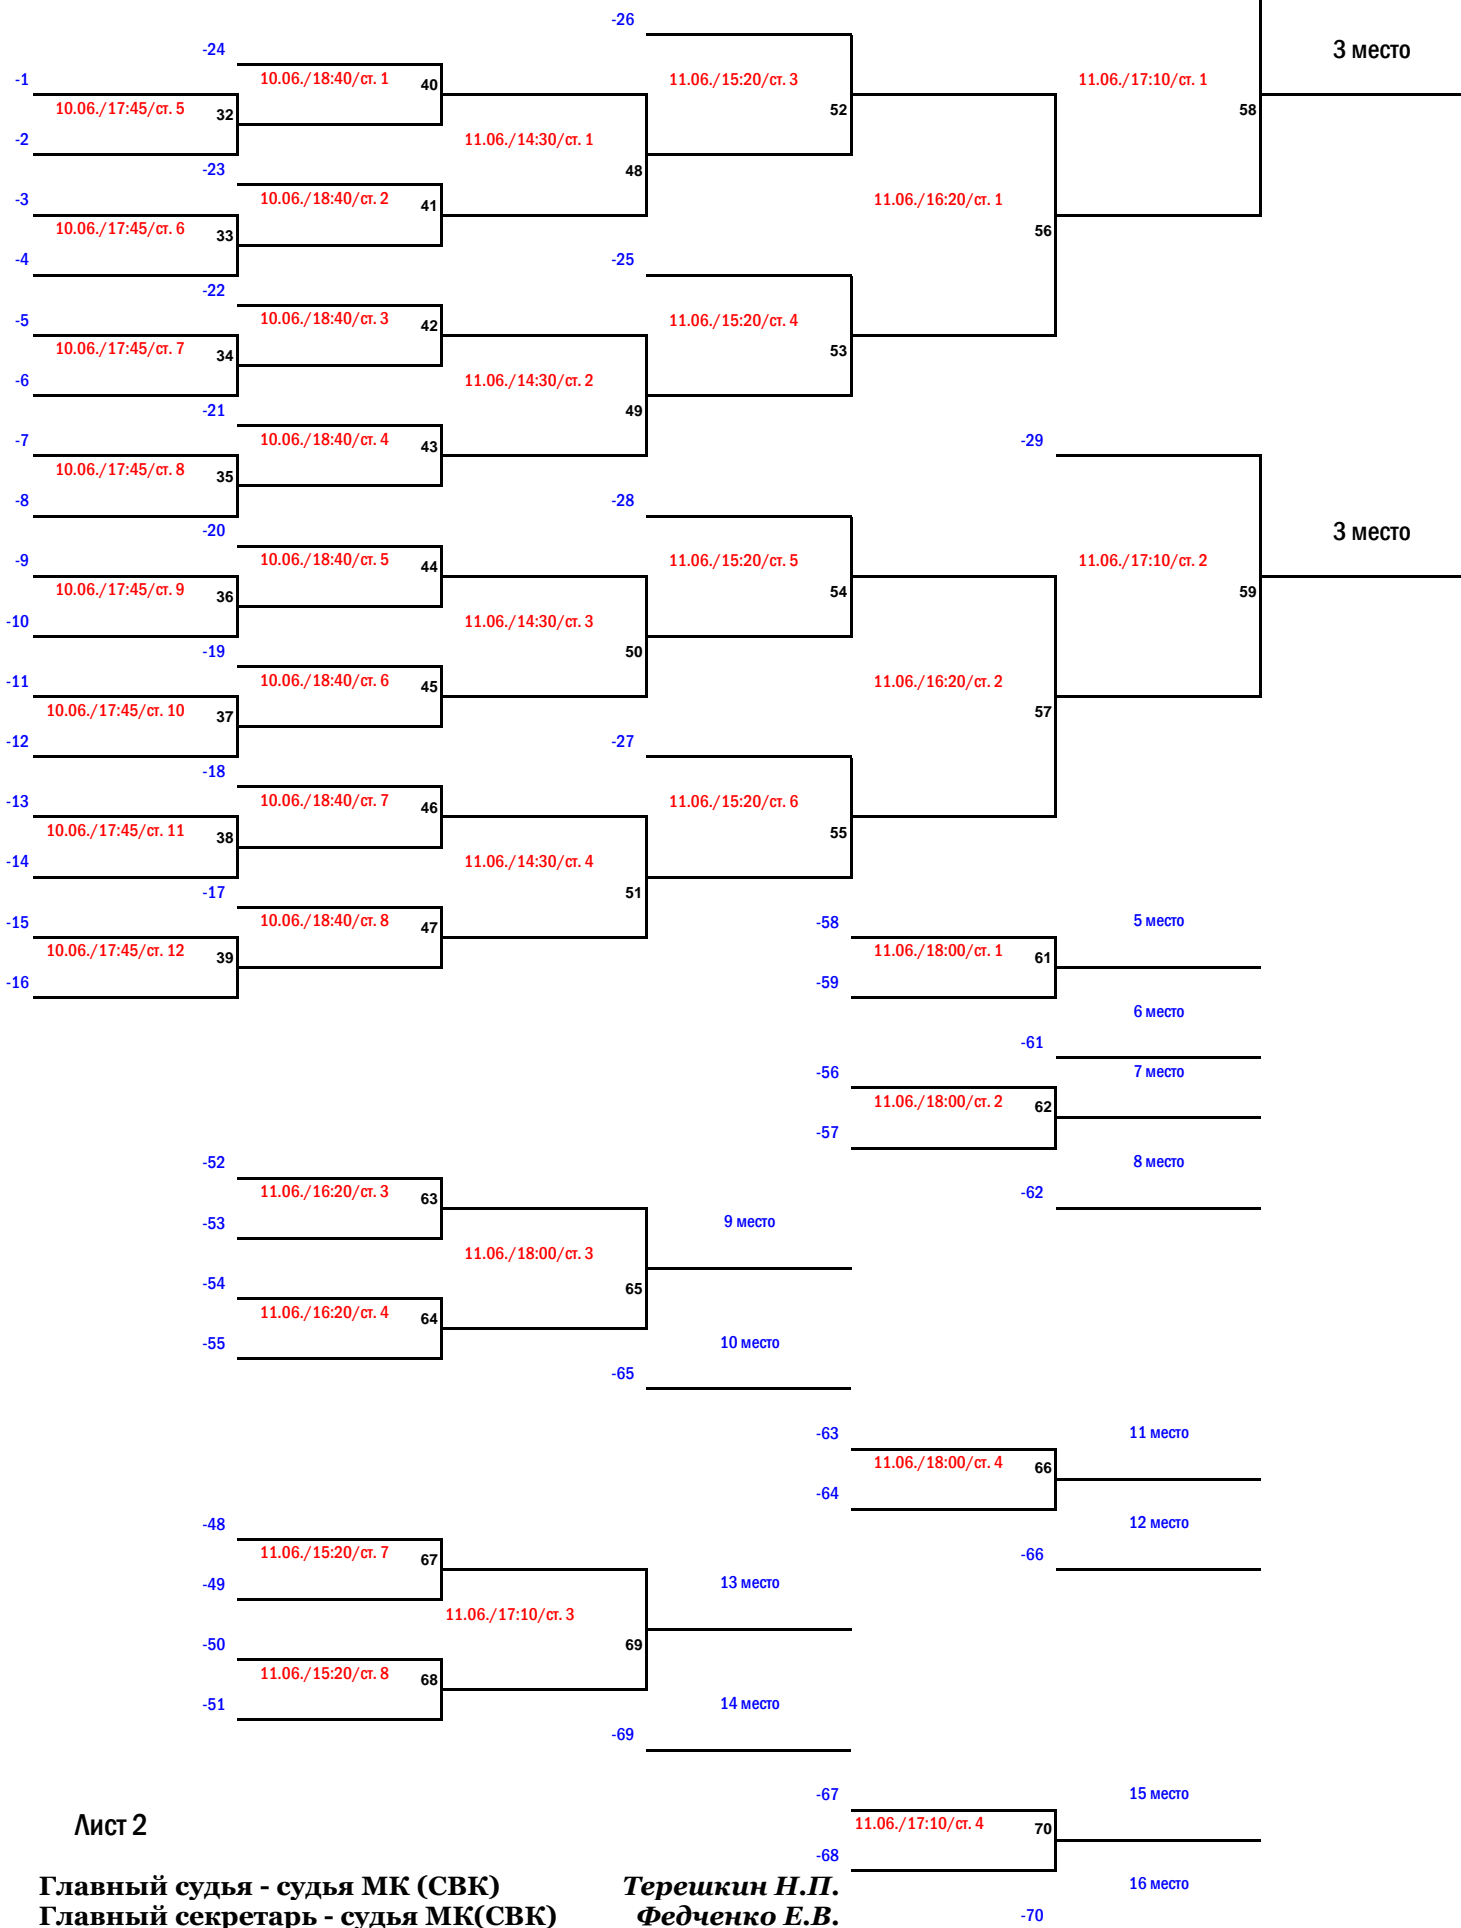 -26
-24
3 место
-1
10.06./18:40/ст. 1
40
11.06./15:20/ст. 3
11.06./17:10/ст. 1
10.06./17:45/ст. 5
32
52
58
-2
11.06./14:30/ст. 1
-23
48
-3
10.06./18:40/ст. 2
41
11.06./16:20/ст. 1
10.06./17:45/ст. 6
33
56
-4
-25
-22
-5
10.06./18:40/ст. 3
42
11.06./15:20/ст. 4
10.06./17:45/ст. 7
34
53
-6
11.06./14:30/ст. 2
-21
49
-7
10.06./18:40/ст. 4
43
-29
10.06./17:45/ст. 8
35
-8
-28
-20
3 место
-9
10.06./18:40/ст. 5
44
11.06./15:20/ст. 5
11.06./17:10/ст. 2
10.06./17:45/ст. 9
36
54
59
-10
11.06./14:30/ст. 3
-19
50
-11
10.06./18:40/ст. 6
45
11.06./16:20/ст. 2
10.06./17:45/ст. 10
37
57
-12
-27
-18
-13
10.06./18:40/ст. 7
46
11.06./15:20/ст. 6
10.06./17:45/ст. 11
38
55
-14
11.06./14:30/ст. 4
-17
51
-15
10.06./18:40/ст. 8
47
-58
5 место
10.06./17:45/ст. 12
39
11.06./18:00/ст. 1
61
-16
-59
6 место
-61
-56
7 место
11.06./18:00/ст. 2
62
-57
-52
8 место
11.06./16:20/ст. 3
63
-62
-53
9 место
11.06./18:00/ст. 3
-54
65
11.06./16:20/ст. 4
64
-55
10 место
-65
-63
11 место
11.06./18:00/ст. 4
66
-64
-48
12 место
11.06./15:20/ст. 7
67
-66
-49
13 место
11.06./17:10/ст. 3
-50
69
11.06./15:20/ст. 8
68
-51
14 место
-69
-67
15 место
Лист 2
11.06./17:10/ст. 4
70
-68
Главный судья - судья МК (СВК)
Терешкин Н.П.
16 место
Главный секретарь - судья МК(СВК)
Федченко Е.В.
-70